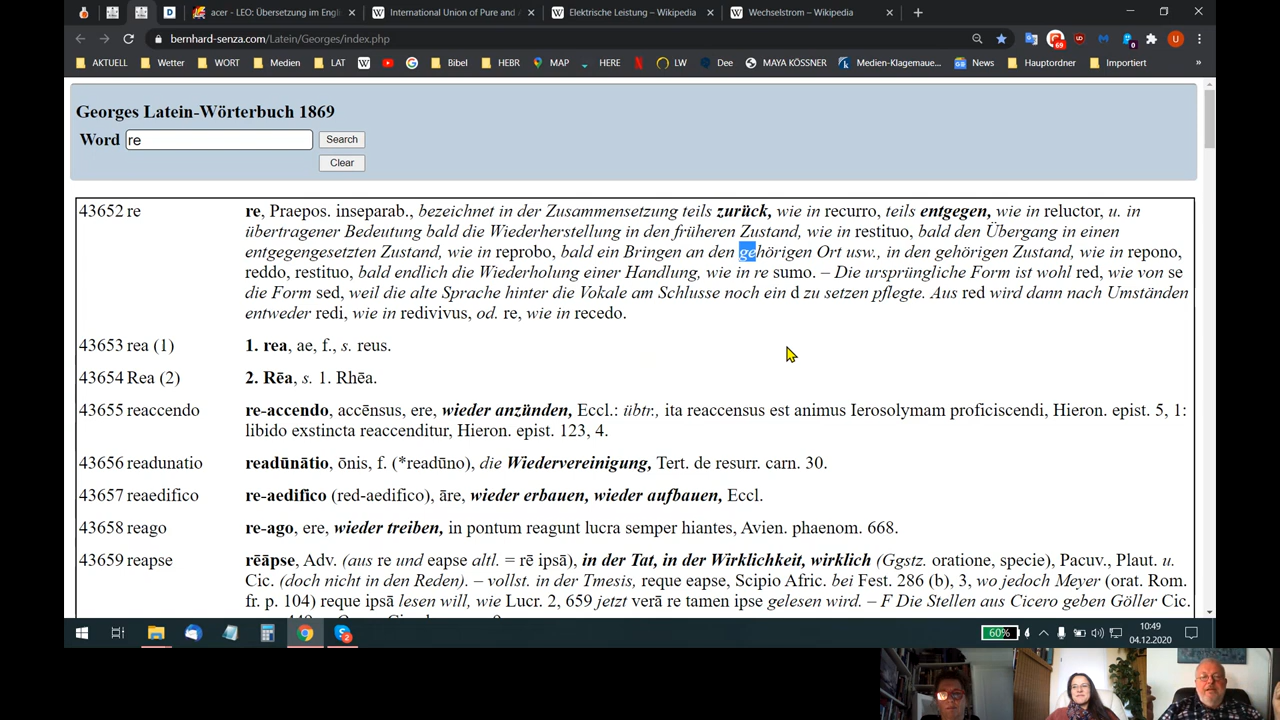 acer - LEO: Übersetzung im Engl
International Union of Pure and A
Elektrische Leistung – Wikipedia
Wechselstrom – Wikipedia
bernhard-senza.com/Latein/Georges/index.php
69
0
U
AKTUELL
Wetter
WORT
Medien
LAT
Bibel
HEBR
MAP
HERE
LW
Dee
MAYA KÖSSNER
Medien-Klagemaue...
News
Hauptordner
Importiert
»
Georges Latein-Wörterbuch 1869
Word re Search
Clear
43652 re re, Praepos. inseparab., bezeichnet in der Zusammensetzung teils zurück, wie in recurro, teils entgegen, wie in reluctor, u. in
übertragener Bedeutung bald die Wiederherstellung in den früheren Zustand, wie in restituo, bald den Übergang in einen
entgegengesetzten Zustand, wie in reprobo, bald ein Bringen an den gehörigen Ort usw., in den gehörigen Zustand, wie in repono,
reddo, restituo, bald endlich die Wiederholung einer Handlung, wie in re sumo. – Die ursprüngliche Form ist wohl red, wie von se
die Form sed, weil die alte Sprache hinter die Vokale am Schlusse noch ein d zu setzen pflegte. Aus red wird dann nach Umständen
entweder redi, wie in redivivus, od. re, wie in recedo.
43653 rea (1) 1. rea, ae, f., s. reus.
43654 Rea (2) 2. Rēa, s. 1. Rhēa.
43655 reaccendo re-accendo, accēnsus, ere, wieder anzünden, Eccl.: übtr., ita reaccensus est animus Ierosolymam proficiscendi, Hieron. epist. 5, 1:
libido exstincta reaccenditur, Hieron. epist. 123, 4.
43656 readunatio readūnātio, ōnis, f. (*readūno), die Wiedervereinigung, Tert. de resurr. carn. 30.
43657 reaedifico re-aedifico (red-aedifico), āre, wieder erbauen, wieder aufbauen, Eccl.
43658 reago re-ago, ere, wieder treiben, in pontum reagunt lucra semper hiantes, Avien. phaenom. 668.
43659 reapse rēāpse, Adv. (aus re und eapse altl. = rē ipsā), in der Tat, in der Wirklichkeit, wirklich (Ggstz. oratione, specie), Pacuv., Plaut. u.
Cic. (doch nicht in den Reden). – vollst. in der Tmesis, reque eapse, Scipio Afric. bei Fest. 286 (b), 3, wo jedoch Meyer (orat. Rom.
fr. p. 104) reque ipsā lesen will, wie Lucr. 2, 659 jetzt verā re tamen ipse gelesen wird. – F Die Stellen aus Cicero geben Göller Cic.
60%
10:49
04.12.2020